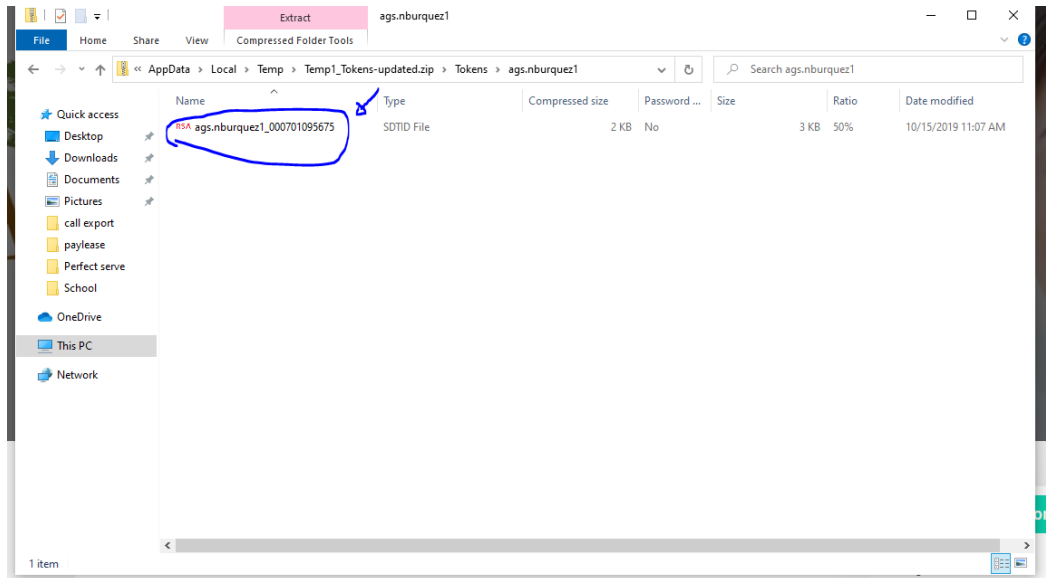 Extract ags.nburquez1
File Home Share View Compressed Folder Tools
« AppData › Local › Temp › Temp1_Tokens-updated.zip › Tokens › ags.nburquez1 Search ags.nburquez1
Name Type Compressed size Password ... Size Ratio Date modified
RSA ags.nburquez1_000701095675 SDTID File 2 KB No 3 KB 50% 10/15/2019 11:07 AM
Quick access
Desktop
Downloads
Documents
Pictures
call export
paylease
Perfect serve
School
OneDrive
This PC
Network
1 item